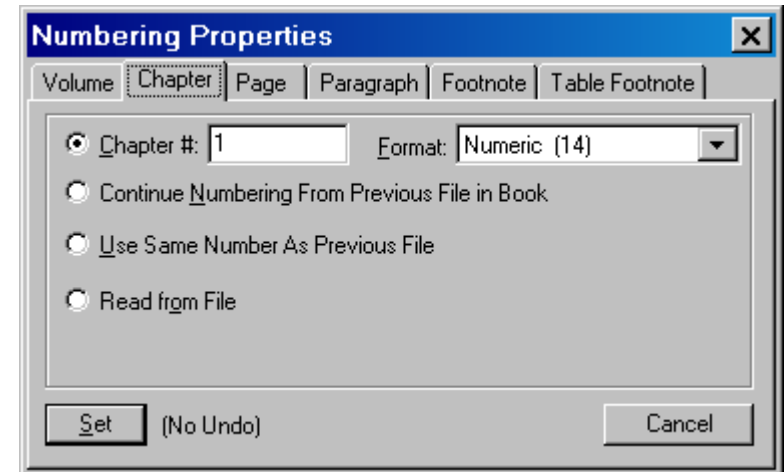 Numbering Properties
Volume Chapter Page Paragraph Footnote Table Footnote
Chapter #: 1 Format: Numeric (14)
Continue Numbering From Previous File in Book
Use Same Number As Previous File
Read from File
Set (No Undo) Cancel